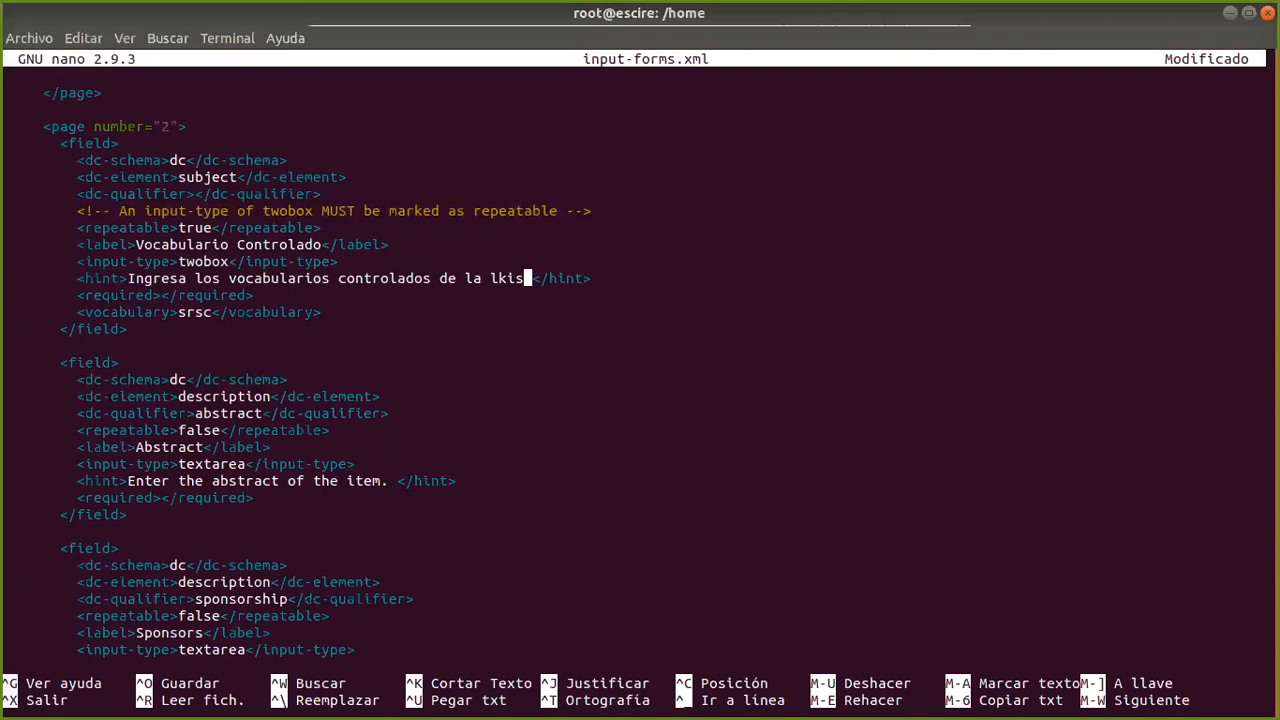 root@escire: /home
Archivo Editar Ver Buscar Terminal Ayuda
GNU nano 2.9.3 input-forms.xml Modificado
</page>
<page number="2">
<field>
<dc-schema>dc</dc-schema>
<dc-element>subject</dc-element>
<dc-qualifier></dc-qualifier>
<!-- An input-type of twobox MUST be marked as repeatable -->
<repeatable>true</repeatable>
<label>Vocabulario Controlado</label>
<input-type>twobox</input-type>
<hint>Ingresa los vocabularios controlados de la lkis </hint>
<required></required>
<vocabulary>srsc</vocabulary>
</field>
<field>
<dc-schema>dc</dc-schema>
<dc-element>description</dc-element>
<dc-qualifier>abstract</dc-qualifier>
<repeatable>false</repeatable>
<label>Abstract</label>
<input-type>textarea</input-type>
<hint>Enter the abstract of the item. </hint>
<required></required>
</field>
<field>
<dc-schema>dc</dc-schema>
<dc-element>description</dc-element>
<dc-qualifier>sponsorship</dc-qualifier>
<repeatable>false</repeatable>
<label>Sponsors</label>
<input-type>textarea</input-type>
^G Ver ayuda ^O Guardar ^W Buscar ^K Cortar Texto ^J Justificar ^C Posición M-U Deshacer M-A Marcar texto M-] A llave
^X Salir ^R Leer fich. ^\ Reemplazar ^U Pegar txt ^T Ortografía ^_ Ir a línea M-E Rehacer M-6 Copiar txt M-W Siguiente